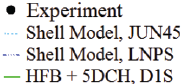 Experiment
Shell Model, JUN45
Shell Model, LNPS
HFB + 5DCH, D1S